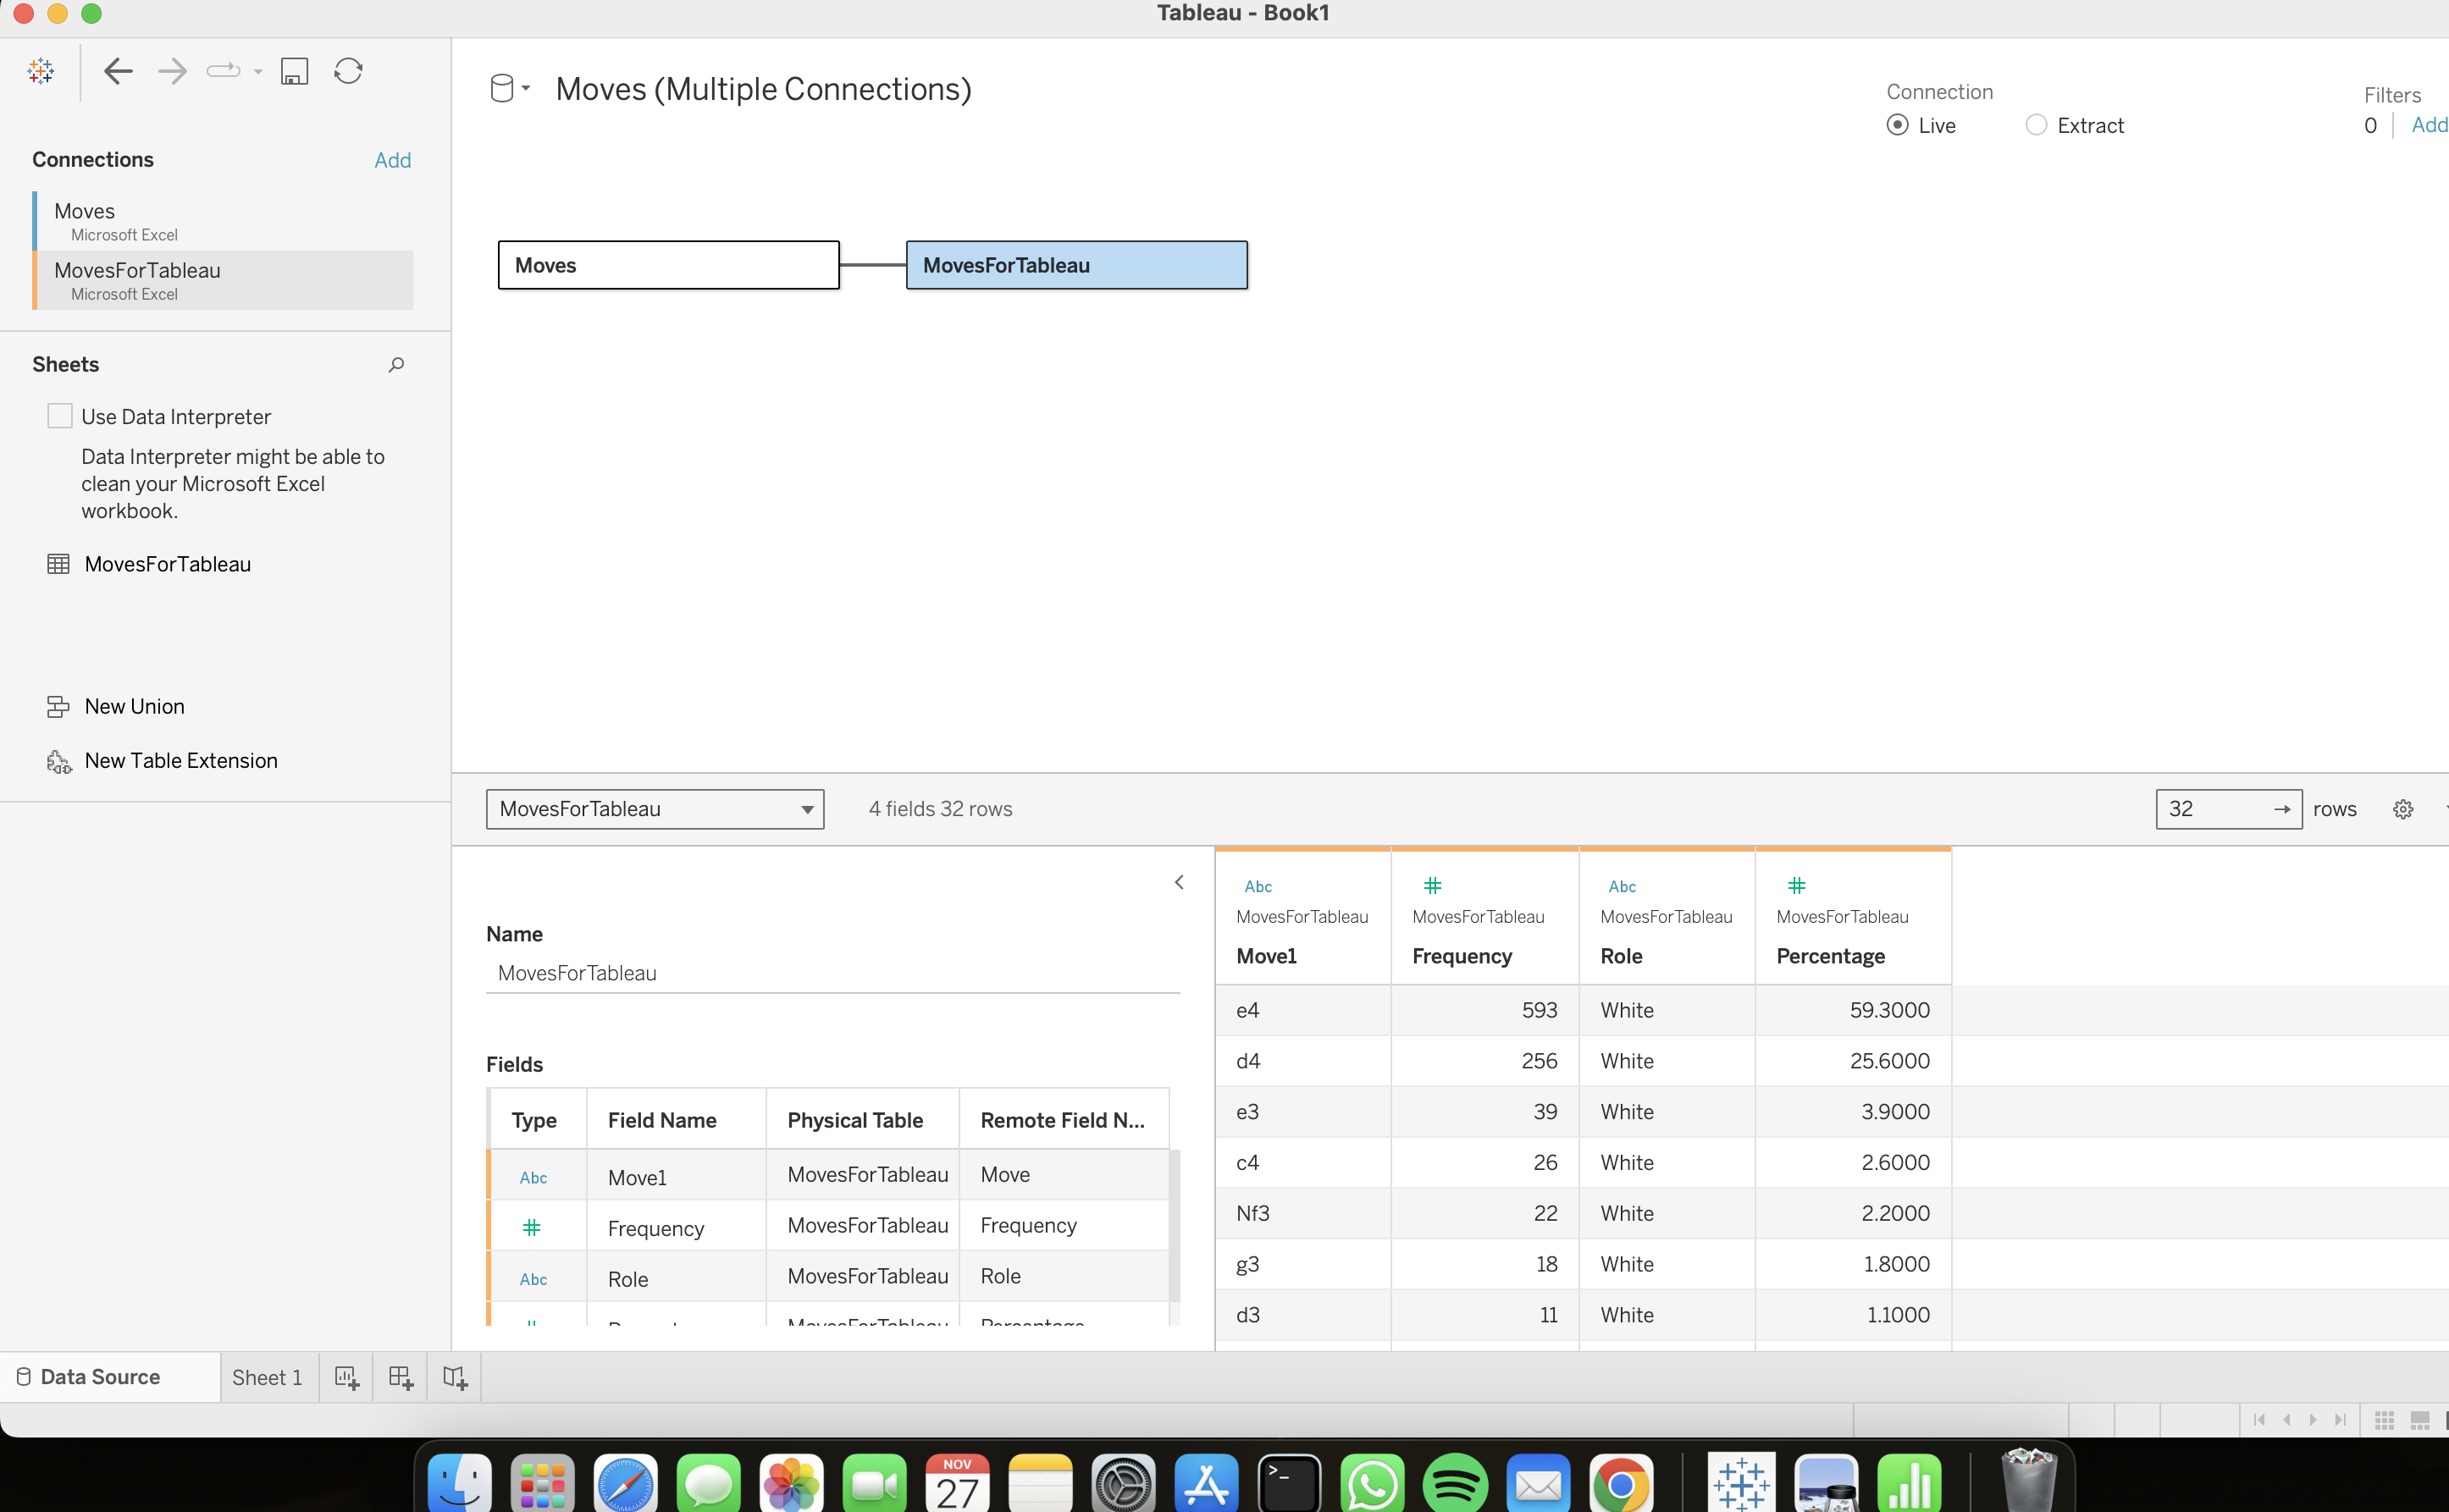 Tableau - Book1
Moves (Multiple Connections)
Connection
Live
Extract
Filters
0
Add
Connections
Add
Moves
Microsoft Excel
MovesForTableau
Microsoft Excel
Moves
MovesForTableau
Sheets
Use Data Interpreter
Data Interpreter might be able to
clean your Microsoft Excel
workbook.
MovesForTableau
New Union
New Table Extension
MovesForTableau
4 fields 32 rows
32
rows
Name
MovesForTableau
Fields
Type Field Name Physical Table Remote Field N...
Abc Move1 MovesForTableau Move
# Frequency MovesForTableau Frequency
Abc Role MovesForTableau Role
MovesForTableau Percentage
Abc # Abc #
MovesForTableau MovesForTableau MovesForTableau MovesForTableau
Move1 Frequency Role Percentage
e4 593 White 59.3000
d4 256 White 25.6000
e3 39 White 3.9000
c4 26 White 2.6000
Nf3 22 White 2.2000
g3 18 White 1.8000
d3 11 White 1.1000
Data Source
Sheet 1
NOV
27
>_